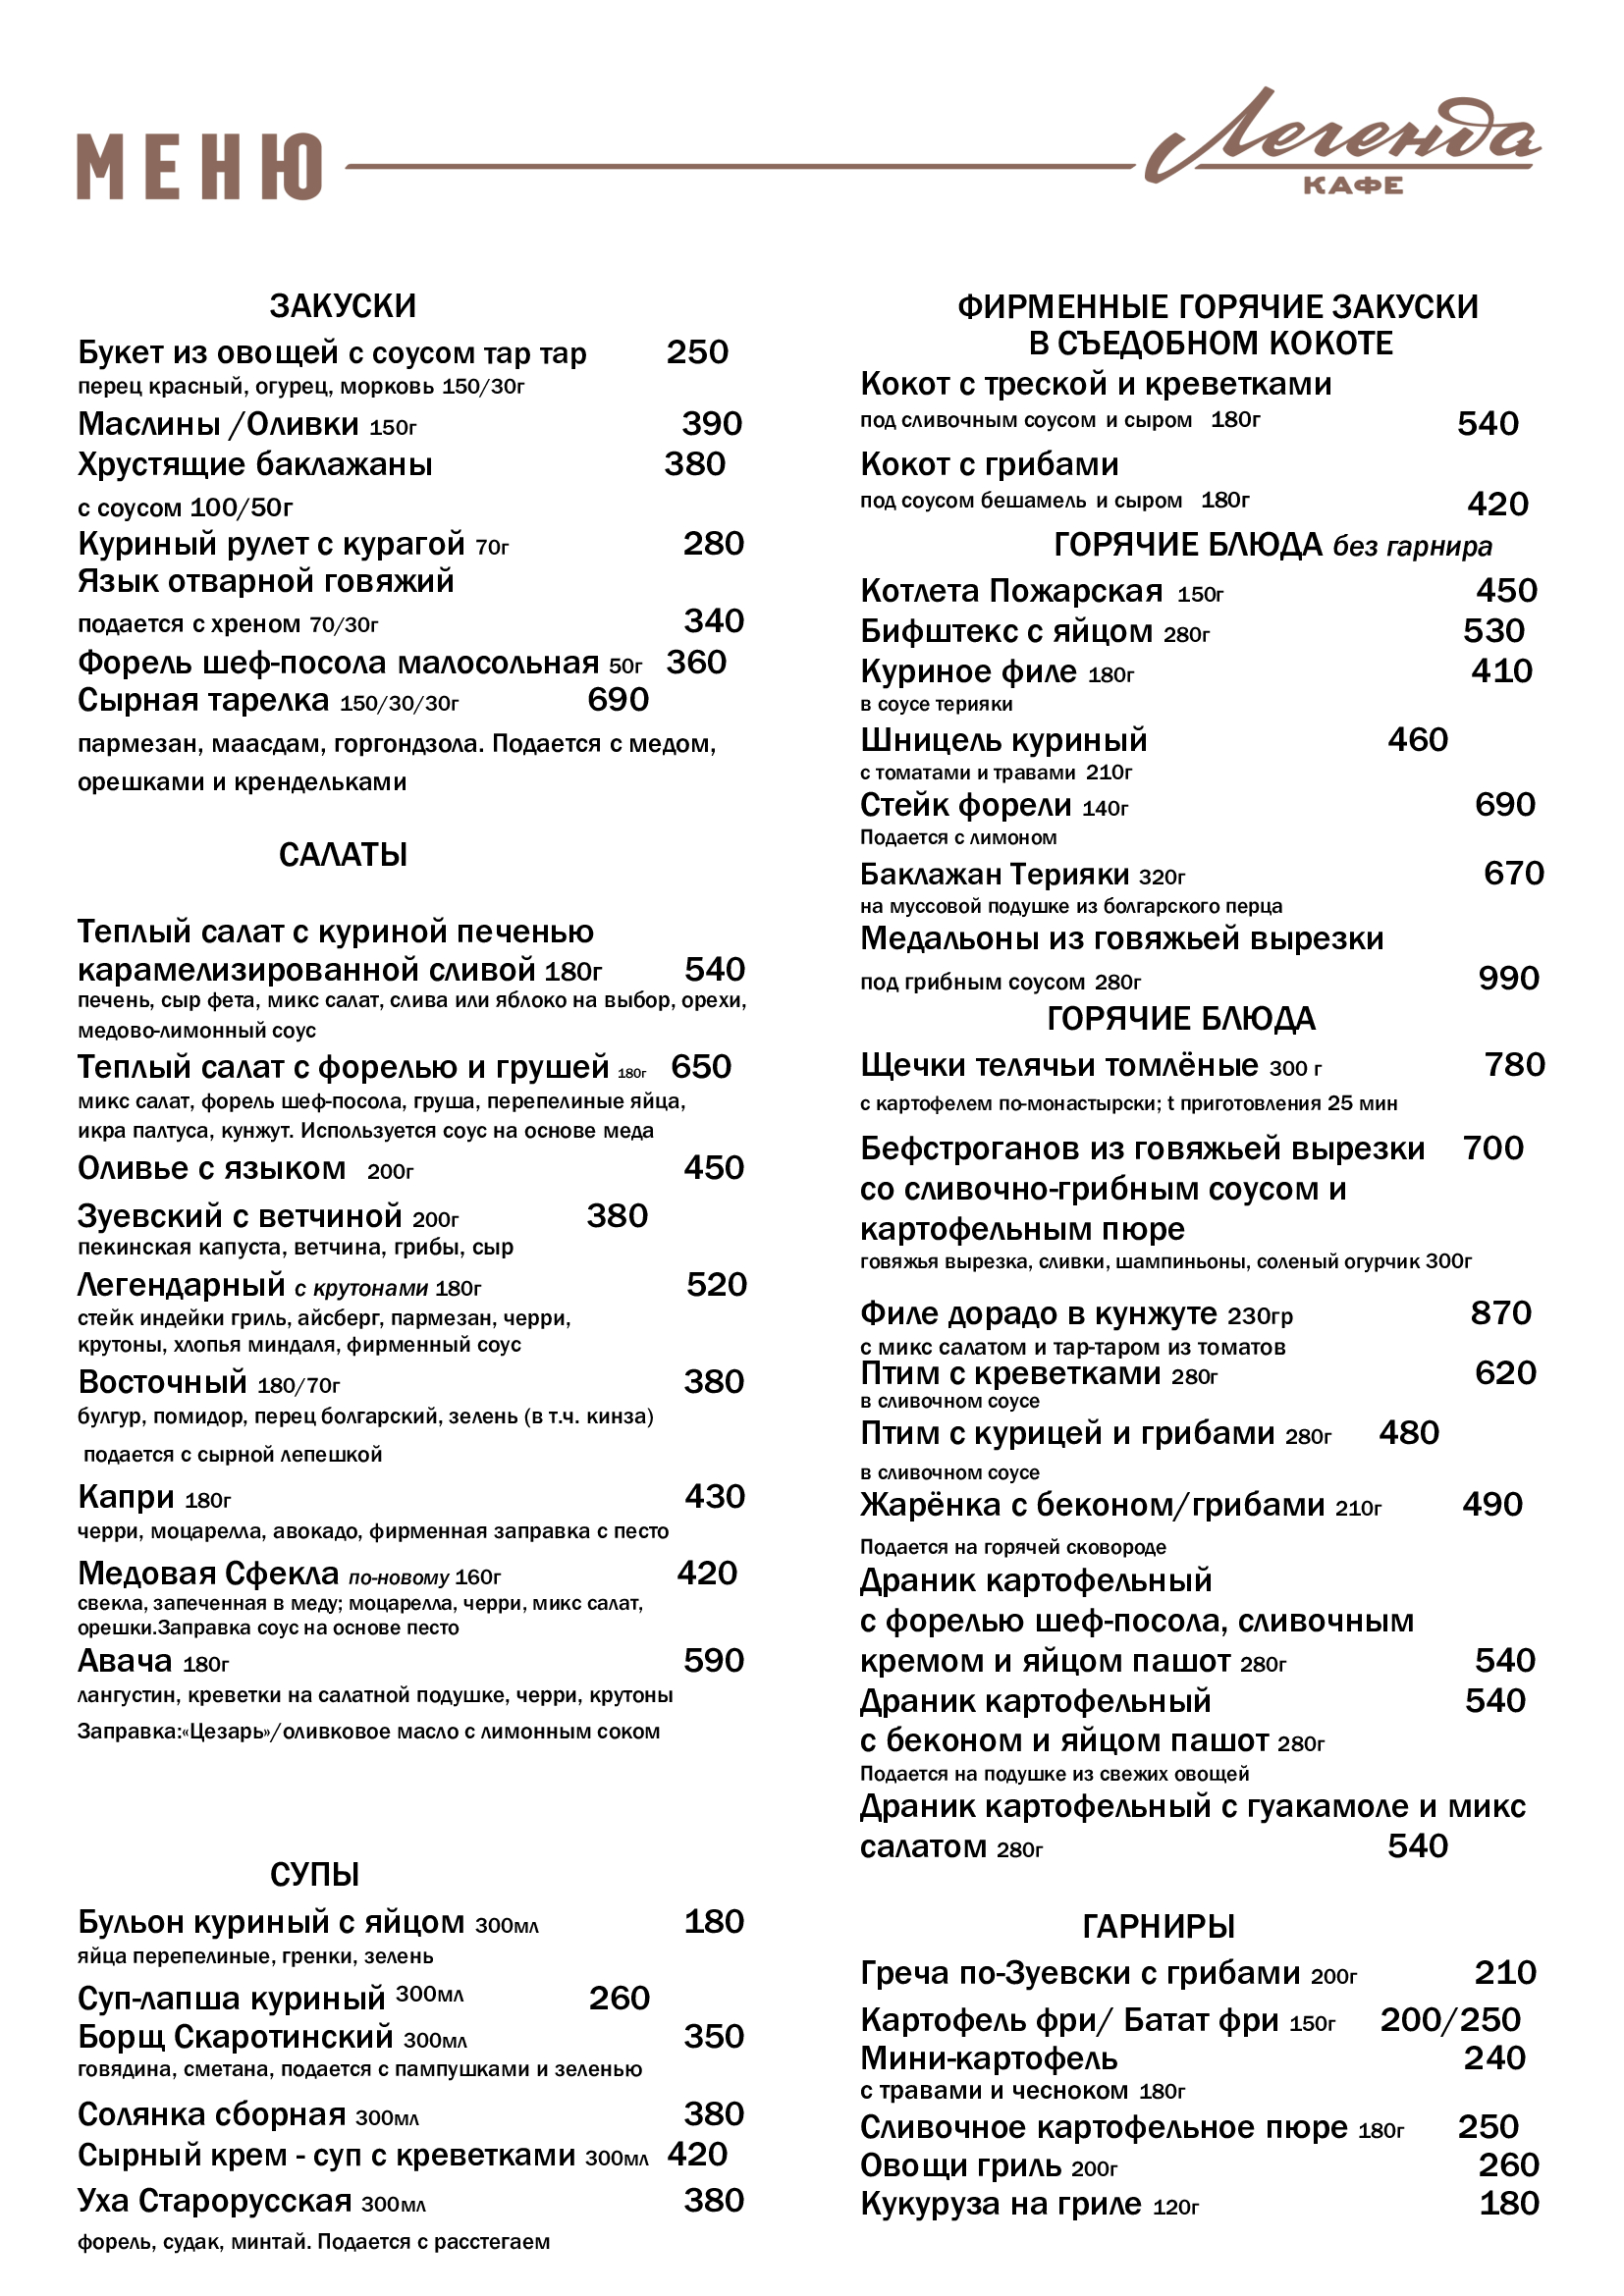 МЕНЮ
Легенда
КАФЕ
ЗАКУСКИ
Букет из овощей с соусом тар тар 250
перец красный, огурец, морковь 150/30г
Маслины /Оливки 150г 390
Хрустящие баклажаны 380
с соусом 100/50г
Куриный рулет с курагой 70г 280
Язык отварной говяжий
подается с хреном 70/30г 340
Форель шеф-посола малосольная 50г 360
Сырная тарелка 150/30/30г 690
пармезан, маасдам, горгондзола. Подается с медом,
орешками и крендельками
САЛАТЫ
Теплый салат с куриной печенью
карамелизированной сливой 180г 540
печень, сыр фета, микс салат, слива или яблоко на выбор, орехи,
медово-лимонный соус
Теплый салат с форелью и грушей 180г 650
микс салат, форель шеф-посола, груша, перепелиные яйца,
икра палтуса, кунжут. Используется соус на основе меда
Оливье с языком 200г 450
Зуевский с ветчиной 200г 380
пекинская капуста, ветчина, грибы, сыр
Легендарный с крутонами 180г 520
стейк индейки гриль, айсберг, пармезан, черри,
крутоны, хлопья миндаля, фирменный соус
Восточный 180/70г 380
булгур, помидор, перец болгарский, зелень (в т.ч. кинза)
подается с сырной лепешкой
Капри 180г 430
черри, моцарелла, авокадо, фирменная заправка с песто
Медовая Сфекла по-новому 160г 420
свекла, запеченная в меду; моцарелла, черри, микс салат,
орешки.Заправка соус на основе песто
Авача 180г 590
лангустин, креветки на салатной подушке, черри, крутоны
Заправка:«Цезарь»/оливковое масло с лимонным соком
СУПЫ
Бульон куриный с яйцом 300мл 180
яйца перепелиные, гренки, зелень
Суп-лапша куриный 300мл 260
Борщ Скаротинский 300мл 350
говядина, сметана, подается с пампушками и зеленью
Солянка сборная 300мл 380
Сырный крем - суп с креветками 300мл 420
Уха Старорусская 300мл 380
форель, судак, минтай. Подается с расстегаем
ФИРМЕННЫЕ ГОРЯЧИЕ ЗАКУСКИ
В СЪЕДОБНОМ КОКОТЕ
Кокот с треской и креветками
под сливочным соусом и сыром 180г 540
Кокот с грибами
под соусом бешамель и сыром 180г 420
ГОРЯЧИЕ БЛЮДА без гарнира
Котлета Пожарская 150г 450
Бифштекс с яйцом 280г 530
Куриное филе 180г 410
в соусе терияки
Шницель куриный 460
с томатами и травами 210г
Стейк форели 140г 690
Подается с лимоном
Баклажан Терияки 320г 670
на муссовой подушке из болгарского перца
Медальоны из говяжьей вырезки
под грибным соусом 280г 990
ГОРЯЧИЕ БЛЮДА
Щечки телячьи томлёные 300 г 780
с картофелем по-монастырски; t приготовления 25 мин
Бефстроганов из говяжьей вырезки 700
со сливочно-грибным соусом и
картофельным пюре
говяжья вырезка, сливки, шампиньоны, соленый огурчик 300г
Филе дорадо в кунжуте 230гр 870
с микс салатом и тар-таром из томатов
Птим с креветками 280г 620
в сливочном соусе
Птим с курицей и грибами 280г 480
в сливочном соусе
Жарёнка с беконом/грибами 210г 490
Подается на горячей сковороде
Драник картофельный
с форелью шеф-посола, сливочным
кремом и яйцом пашот 280г 540
Драник картофельный 540
с беконом и яйцом пашот 280г
Подается на подушке из свежих овощей
Драник картофельный с гуакамоле и микс
салатом 280г 540
ГАРНИРЫ
Греча по-Зуевски с грибами 200г 210
Картофель фри/ Батат фри 150г 200/250
Мини-картофель 240
с травами и чесноком 180г
Сливочное картофельное пюре 180г 250
Овощи гриль 200г 260
Кукуруза на гриле 120г 180